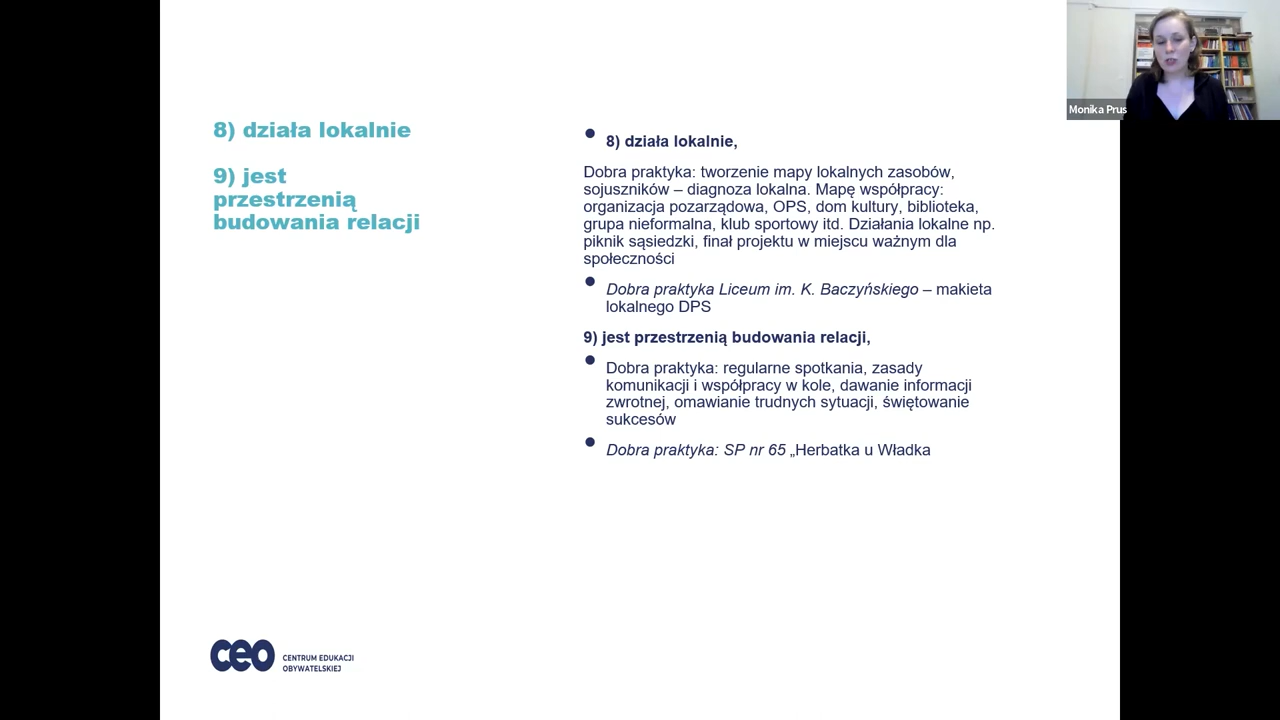 8) działa lokalnie
9) jest
przestrzenią
budowania relacji
8) działa lokalnie,
Dobra praktyka: tworzenie mapy lokalnych zasobów,
sojuszników – diagnoza lokalna. Mapę współpracy:
organizacja pozarządowa, OPS, dom kultury, biblioteka,
grupa nieformalna, klub sportowy itd. Działania lokalne np.
piknik sąsiedzki, finał projektu w miejscu ważnym dla
społeczności
Dobra praktyka Liceum im. K. Baczyńskiego – makieta
lokalnego DPS
9) jest przestrzenią budowania relacji,
Dobra praktyka: regularne spotkania, zasady
komunikacji i współpracy w kole, dawanie informacji
zwrotnej, omawianie trudnych sytuacji, świętowanie
sukcesów
Dobra praktyka: SP nr 65 „Herbatka u Władka
Monika Prus
ceo
CENTRUM EDUKACJI
OBYWATELSKIEJ